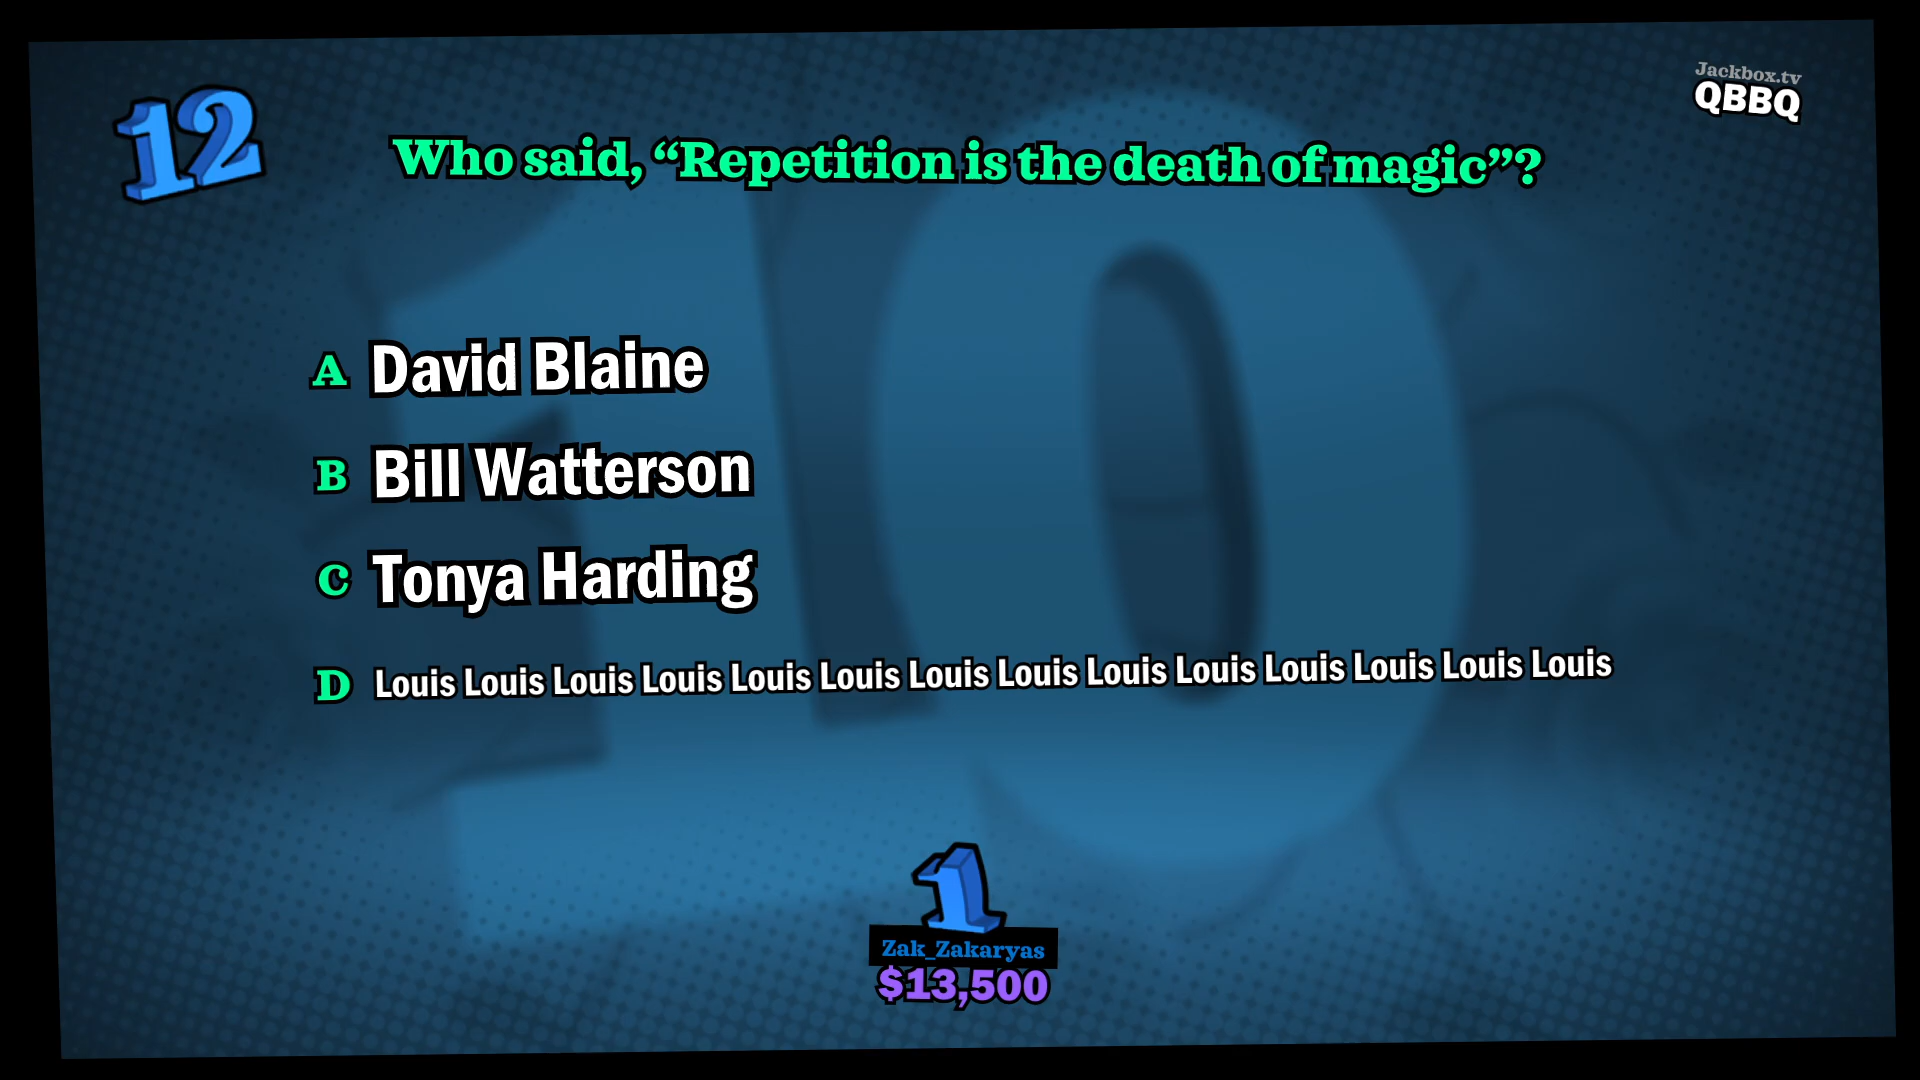 12
Who said, “Repetition is the death of magic”?
Jackbox.tv
QBBQ
10
A David Blaine
B Bill Watterson
C Tonya Harding
D Louis Louis Louis Louis Louis Louis Louis Louis Louis Louis Louis Louis Louis Louis
1
Zak_Zakaryas
$13,500